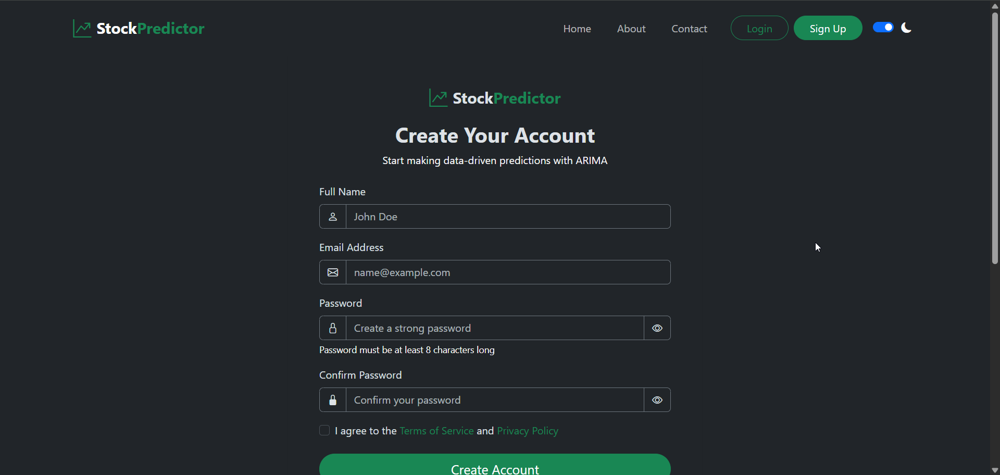 StockPredictor Home About Contact Login Sign Up
StockPredictor
Create Your Account
Start making data-driven predictions with ARIMA
Full Name
John Doe
Email Address
name@example.com
Password
Create a strong password
Password must be at least 8 characters long
Confirm Password
Confirm your password
I agree to the Terms of Service and Privacy Policy
Create Account